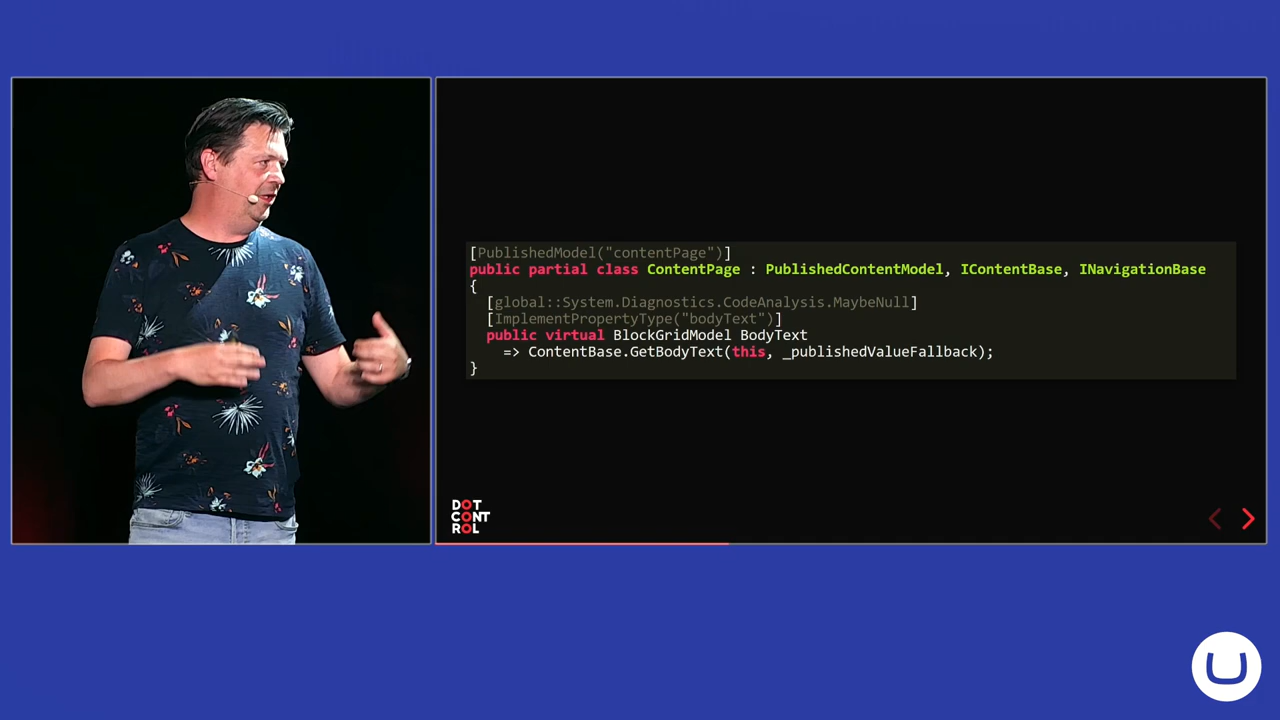 [PublishedModel("contentPage")]
public partial class ContentPage : PublishedContentModel, IContentBase, INavigationBase
{
  [global::System.Diagnostics.CodeAnalysis.MaybeNull]
  [ImplementPropertyType("bodyText")]
  public virtual BlockGridModel BodyText
    => ContentBase.GetBodyText(this, _publishedValueFallback);
}
DOT
CONT
ROL